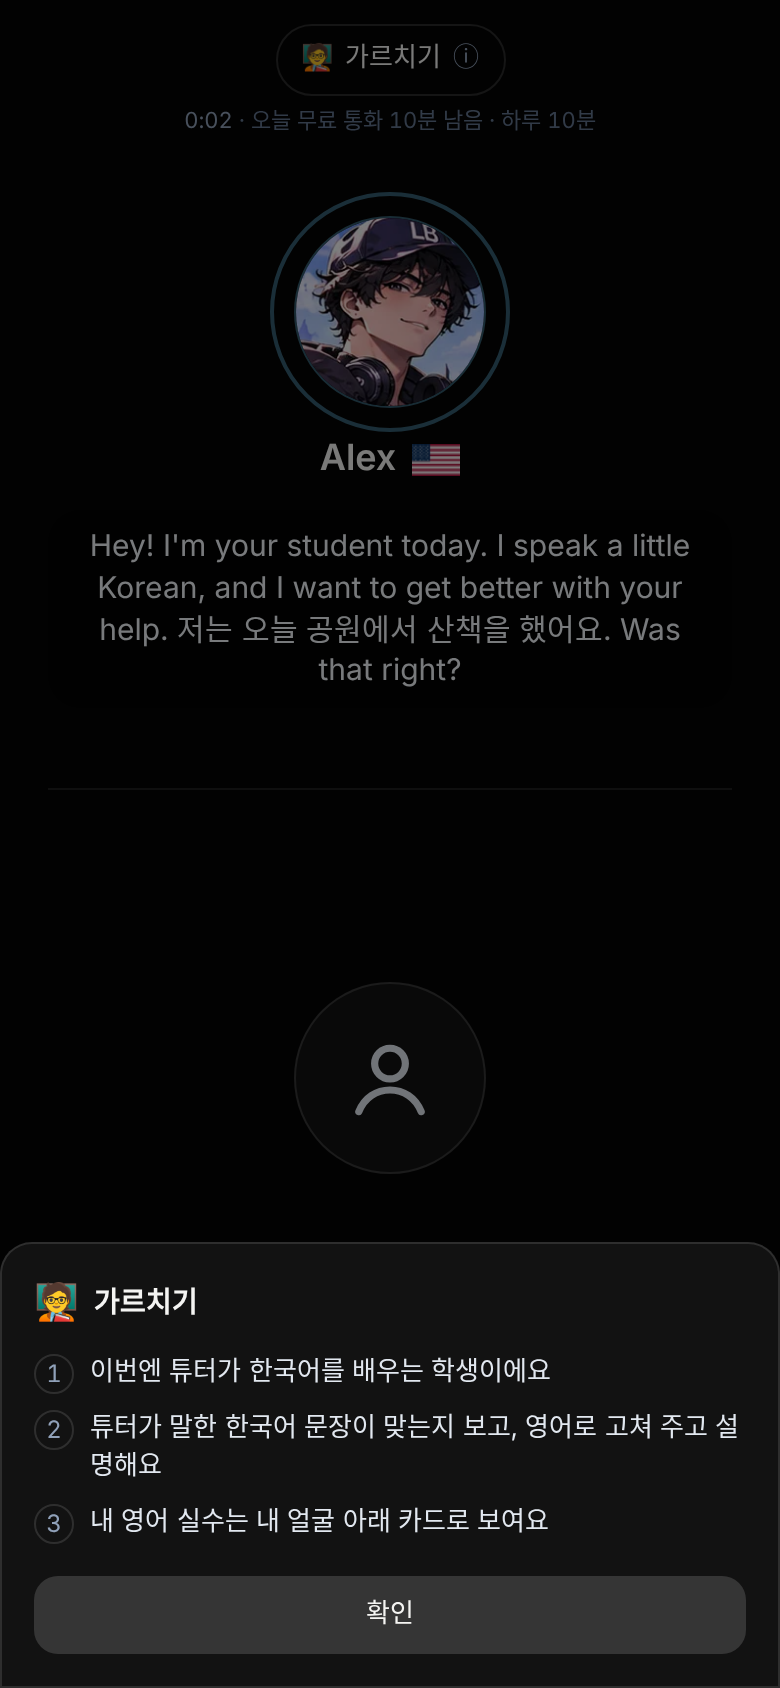 가르치기 ⓘ
0:02 · 오늘 무료 통화 10분 남음 · 하루 10분
LB
Alex
Hey! I'm your student today. I speak a little
Korean, and I want to get better with your
help. 저는 오늘 공원에서 산책을 했어요. Was
that right?
가르치기
1 이번엔 튜터가 한국어를 배우는 학생이에요
2 튜터가 말한 한국어 문장이 맞는지 보고, 영어로 고쳐 주고 설
명해요
3 내 영어 실수는 내 얼굴 아래 카드로 보여요
확인